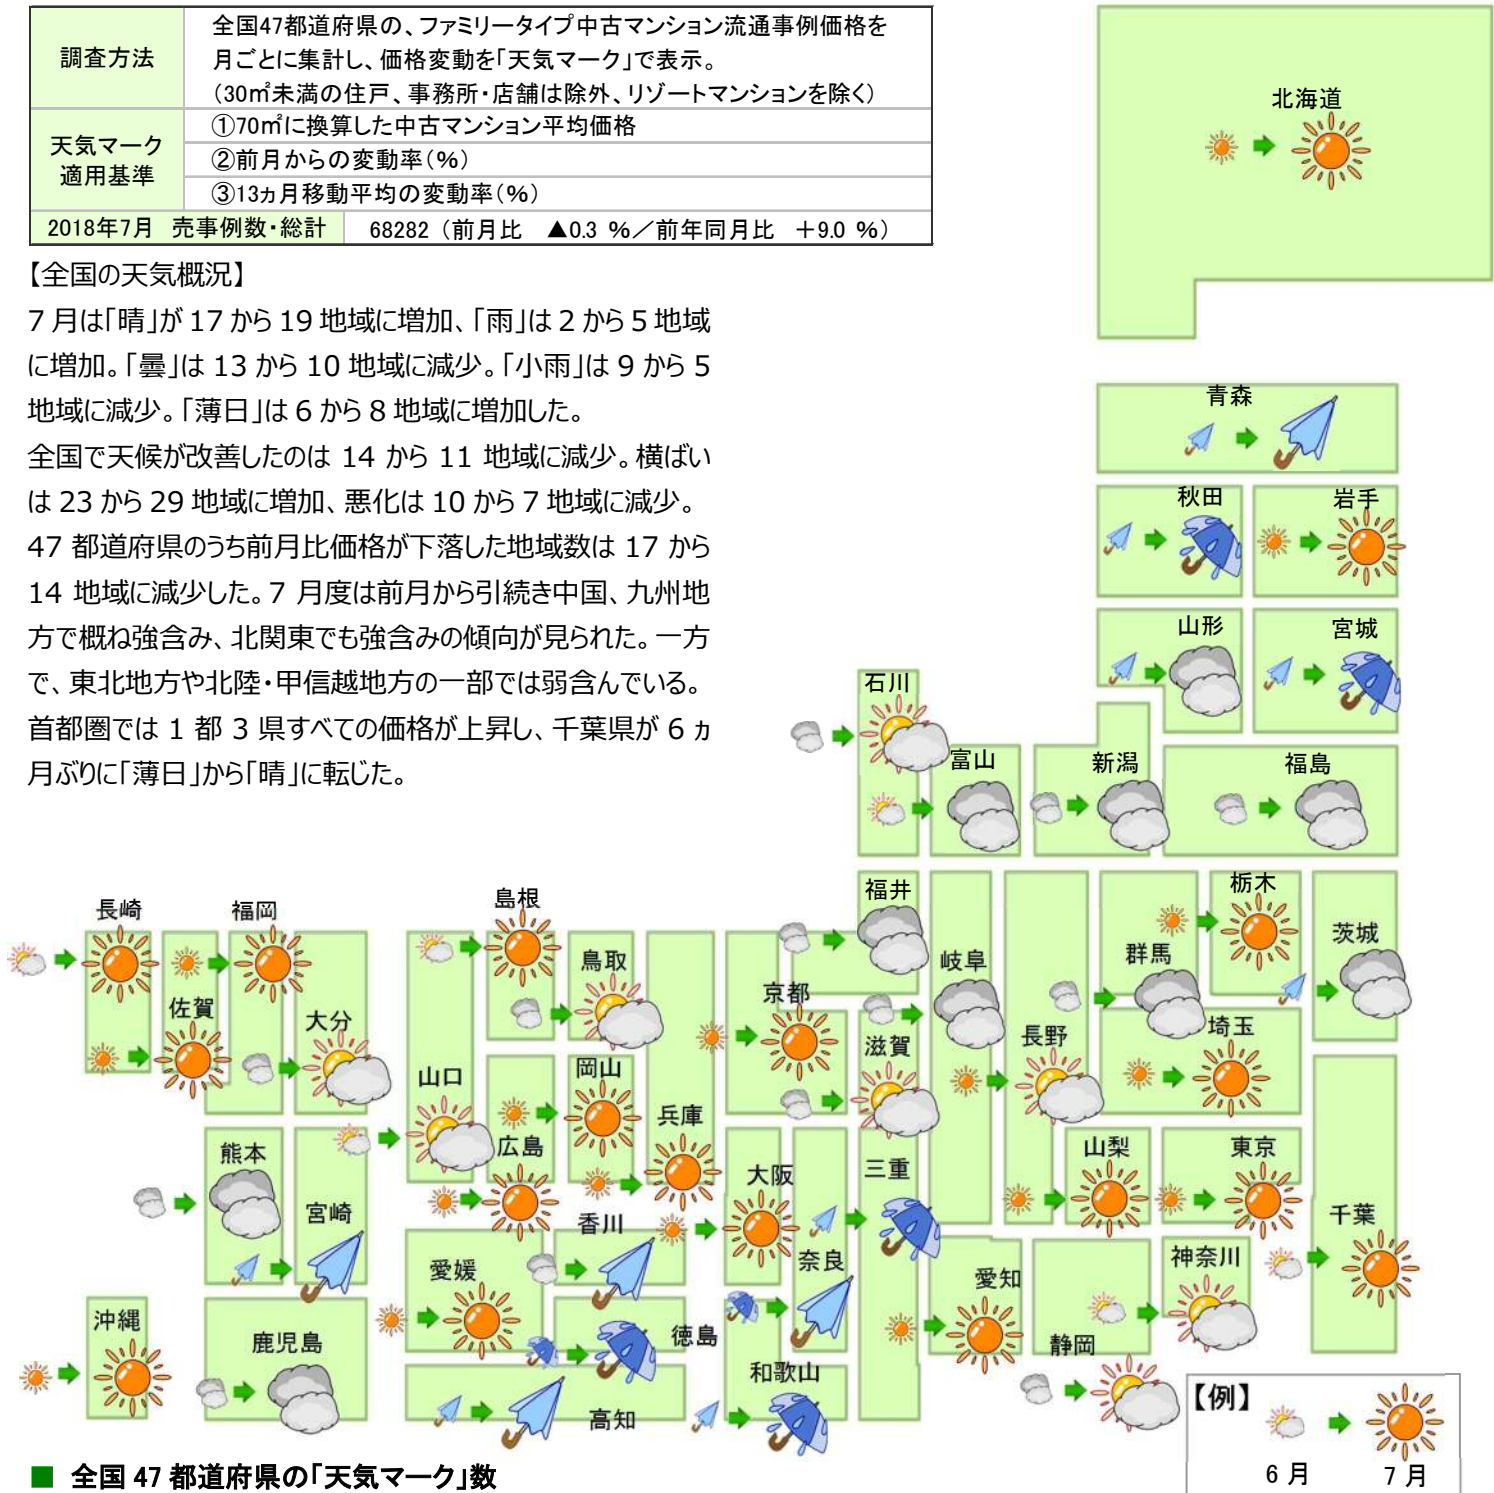 調査方法
全国47都道府県の、ファミリータイプ中古マンション流通事例価格を
月ごとに集計し、価格変動を「天気マーク」で表示。
（30㎡未満の住戸、事務所・店舗は除外、リゾートマンションを除く）
天気マーク
適用基準
①70㎡に換算した中古マンション平均価格
②前月からの変動率（%）
③13ヵ月移動平均の変動率（%）
2018年7月 売事例数・総計 68282（前月比 ▲0.3 %／前年同月比 ＋9.0 %）
【全国の天気概況】
7 月は「晴」が 17 から 19 地域に増加、「雨」は 2 から 5 地域
に増加。「曇」は 13 から 10 地域に減少。「小雨」は 9 から 5
地域に減少。「薄日」は 6 から 8 地域に増加した。
全国で天候が改善したのは 14 から 11 地域に減少。横ばい
は 23 から 29 地域に増加、悪化は 10 から 7 地域に減少。
47 都道府県のうち前月比価格が下落した地域数は 17 から
14 地域に減少した。7 月度は前月から引続き中国、九州地
方で概ね強含み、北関東でも強含みの傾向が見られた。一方
で、東北地方や北陸・甲信越地方の一部では弱含んでいる。
首都圏では 1 都 3 県すべての価格が上昇し、千葉県が 6 ヵ
月ぶりに「薄日」から「晴」に転じた。
北海道
青森
秋田
岩手
山形
宮城
石川
富山
新潟
福島
福井
栃木
長崎
福岡
島根
鳥取
京都
岐阜
群馬
茨城
佐賀
大分
山口
岡山
滋賀
長野
埼玉
熊本
宮崎
広島
兵庫
大阪
三重
山梨
東京
千葉
愛媛
香川
奈良
愛知
神奈川
沖縄
鹿児島
徳島
和歌山
静岡
高知
【例】
6 月 7 月
■ 全国 47 都道府県の「天気マーク」数